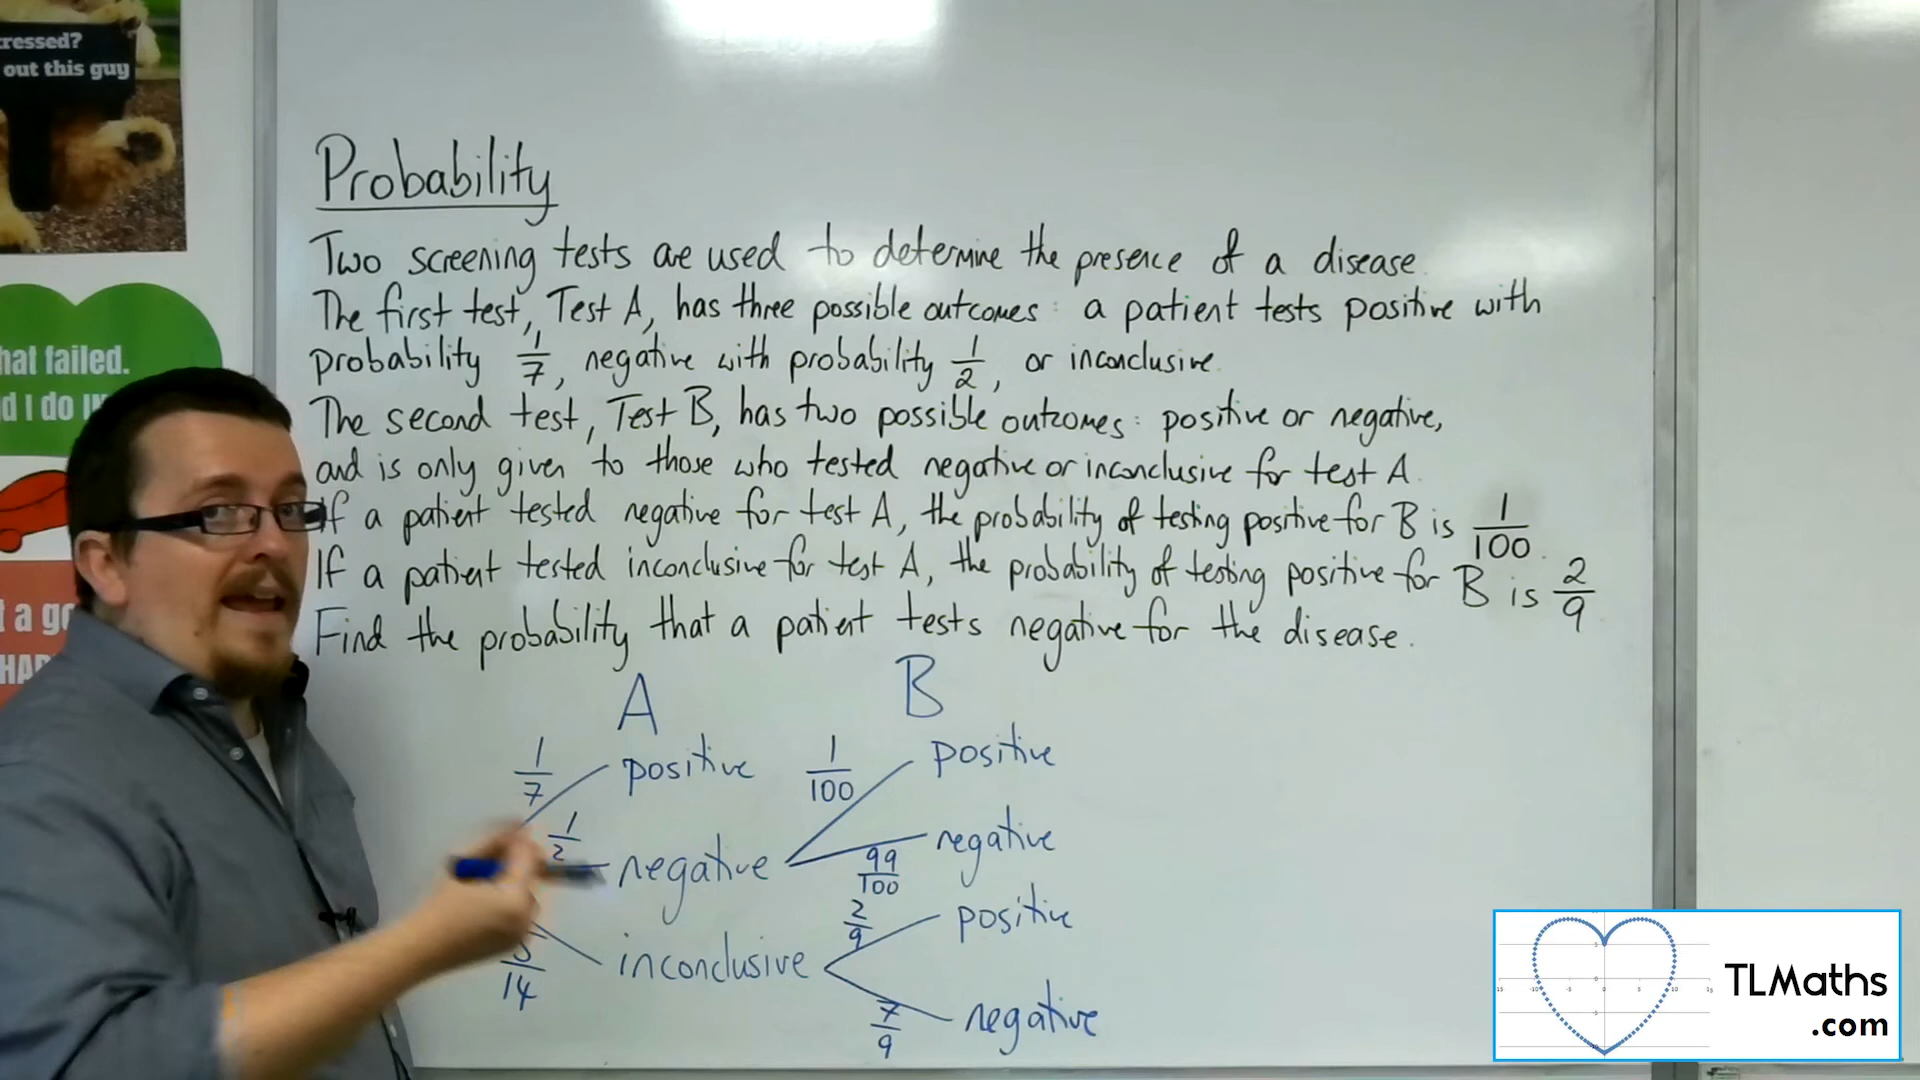 ressed?
out this guy
hat failed.
d I do
t a
HA
Probability
Two screening tests are used to determine the presence of a disease.
The first test, Test A, has three possible outcomes: a patient tests positive with
probability 1/7, negative with probability 1/2, or inconclusive.
The second test, Test B, has two possible outcomes: positive or negative,
and is only given to those who tested negative or inconclusive for test A.
If a patient tested negative for test A, the probability of testing positive for B is 1/100.
If a patient tested inconclusive for test A, the probability of testing positive for B is 2/9
Find the probability that a patient tests negative for the disease.
A B
1/7 positive 1/100 positive
1/2 negative 99/100 negative
2/9 positive
5/14 inconclusive
7/9 negative
TLMaths
.com